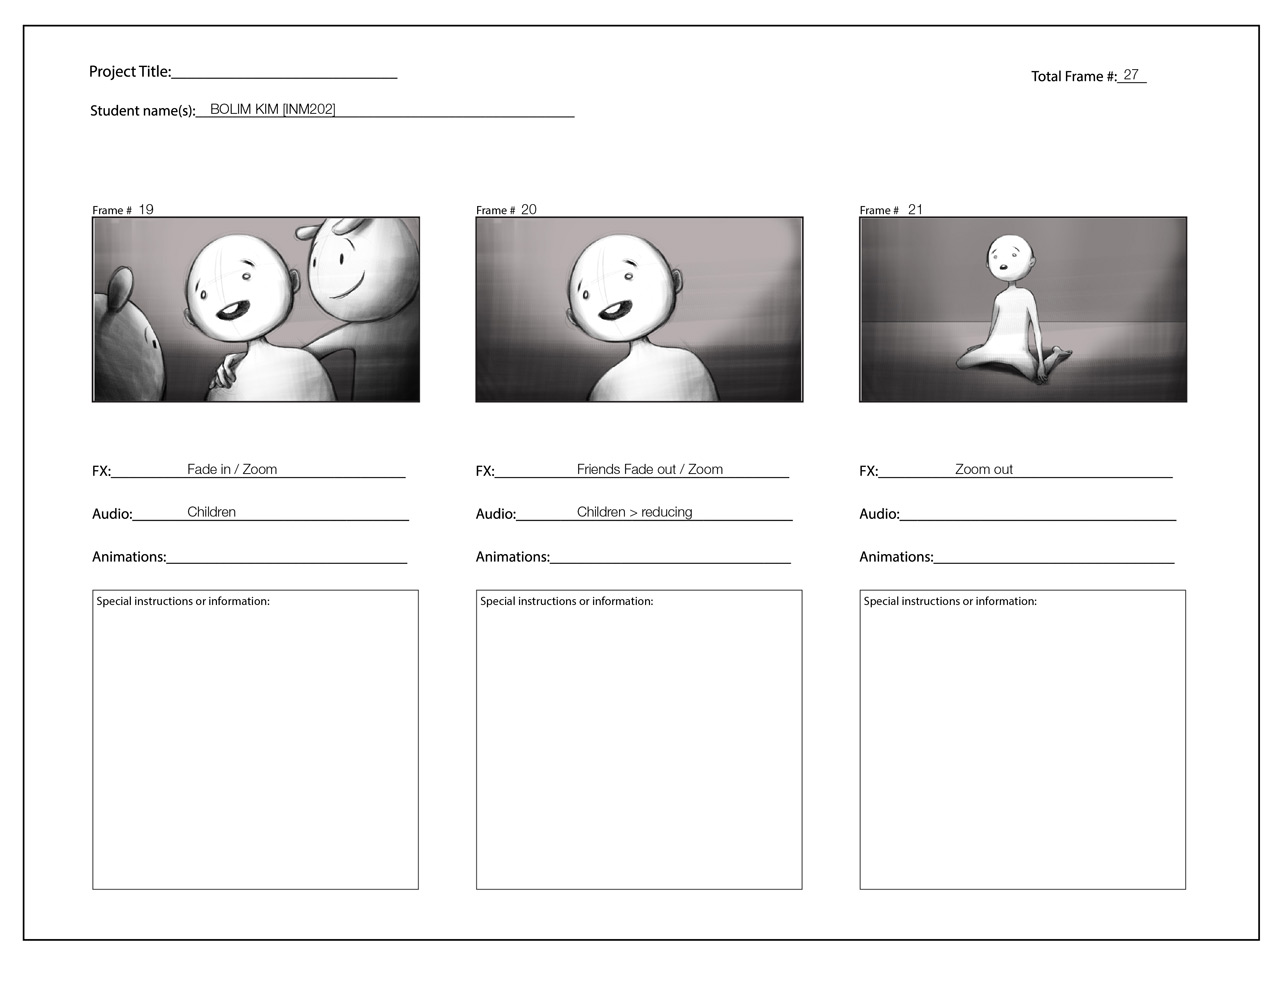 Project Title:
Total Frame #: 27
Student name(s): BOLIM KIM [INM202]
Frame # 19
Frame # 20
Frame # 21
FX: Fade in / Zoom
FX: Friends Fade out / Zoom
FX: Zoom out
Audio: Children
Audio: Children > reducing
Audio:
Animations:
Animations:
Animations:
Special instructions or information:
Special instructions or information:
Special instructions or information: